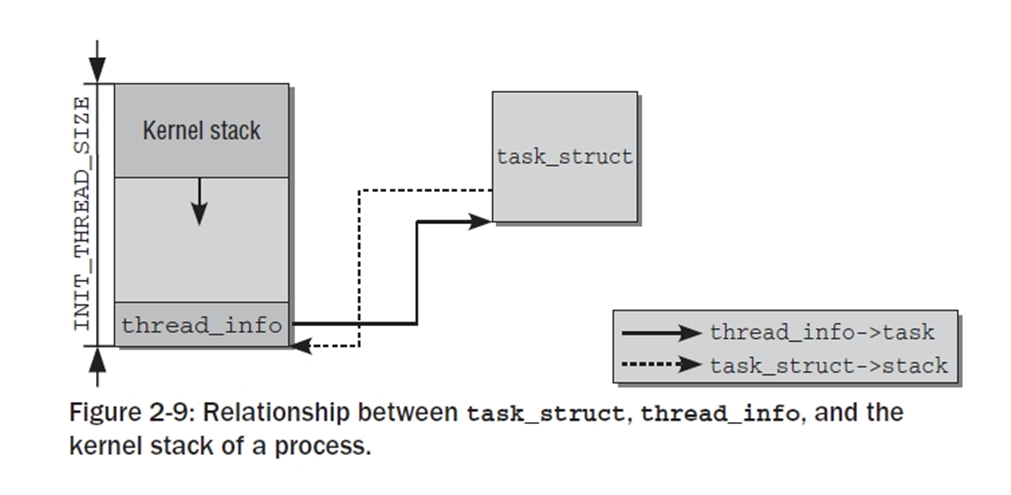 INIT_THREAD_SIZE
Kernel stack
task_struct
thread_info
thread_info->task
task_struct->stack
Figure 2-9: Relationship between task_struct, thread_info, and the
kernel stack of a process.